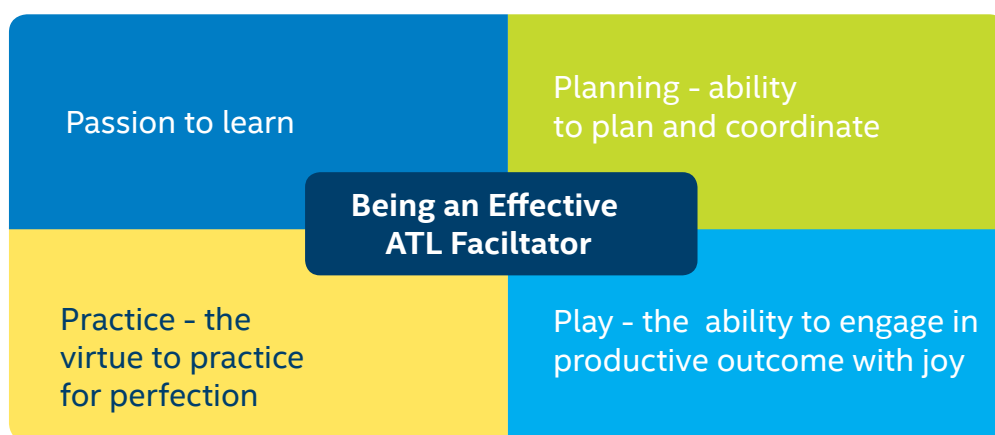 Passion to learn
Planning - ability
to plan and coordinate
Being an Effective
ATL Faciltator
Practice - the
virtue to practice
for perfection
Play - the ability to engage in
productive outcome with joy